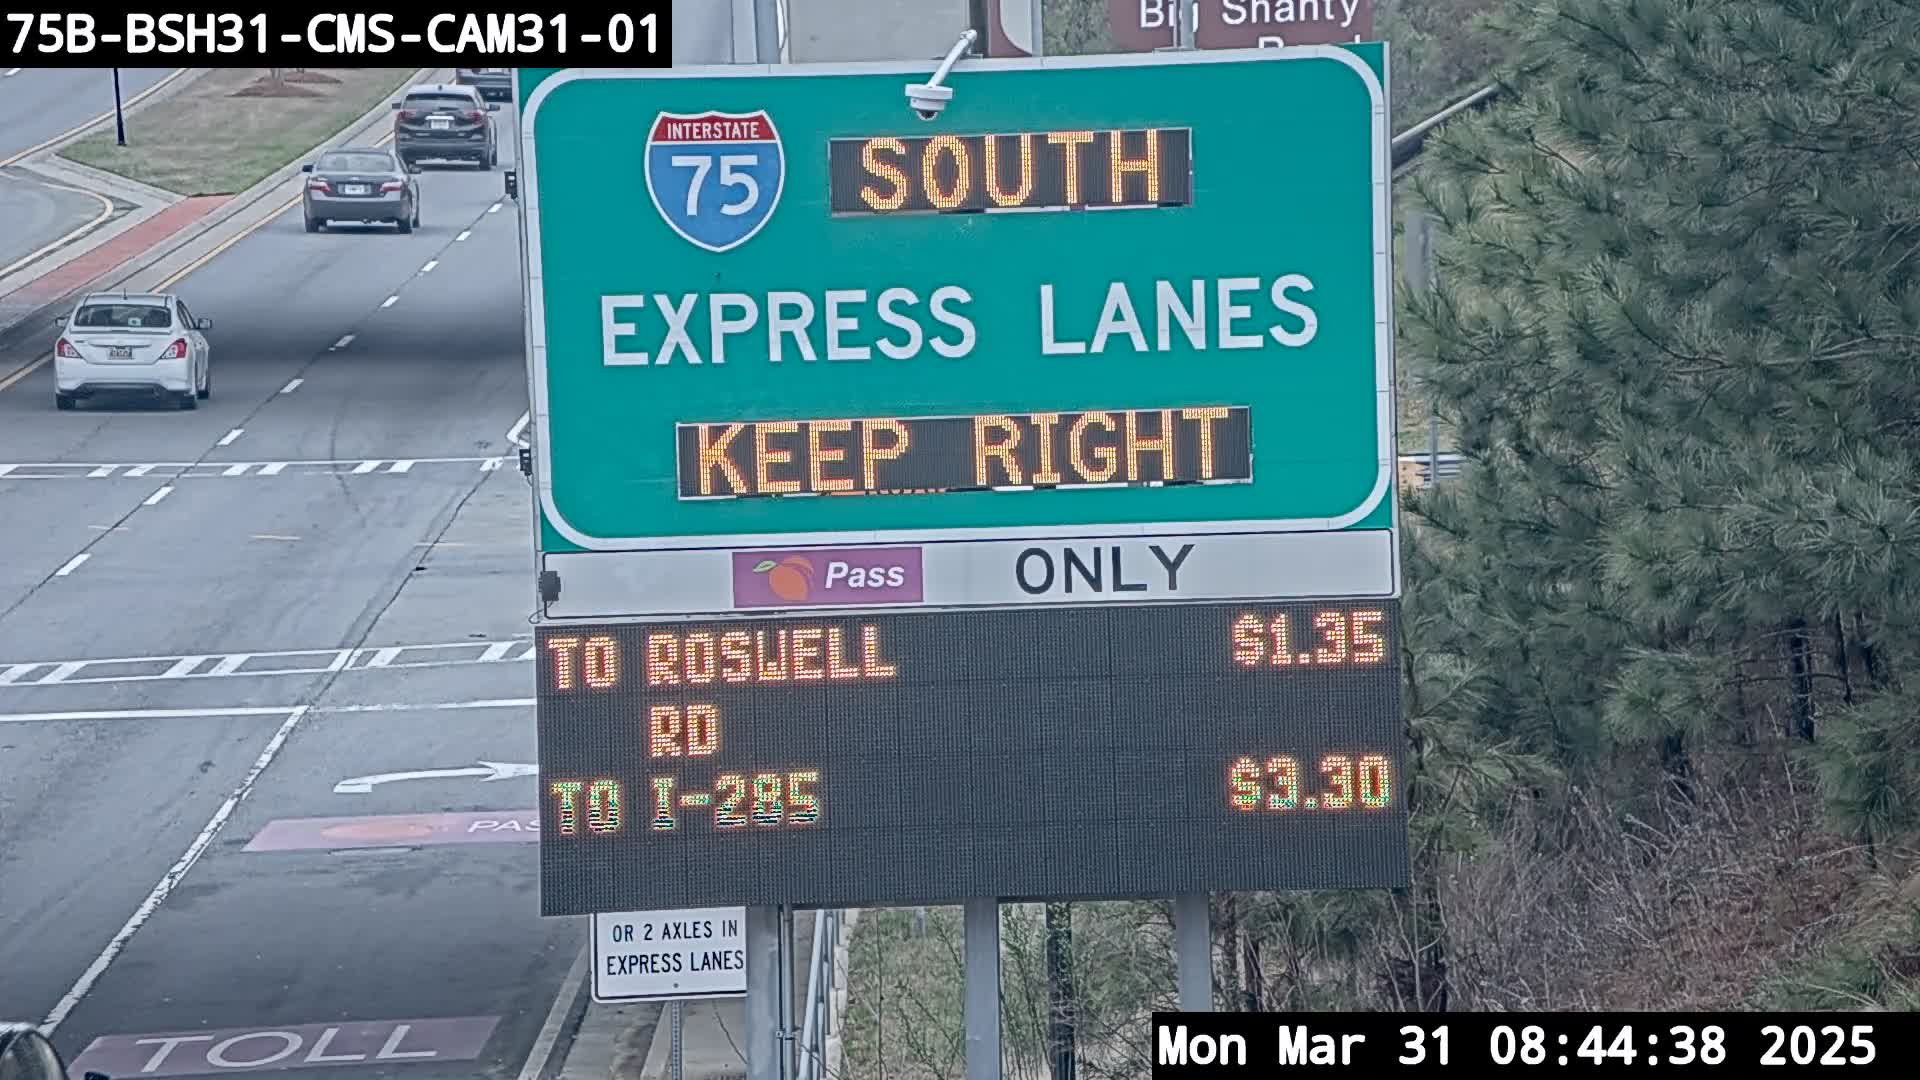 75B-BSH31-CMS-CAM31-01
Big Shanty
INTERSTATE
75
SOUTH
EXPRESS LANES
KEEP RIGHT
Pass ONLY
TO ROSWELL $1.35
RD
TO I-285 $3.30
OR 2 AXLES IN
EXPRESS LANES
TOLL
Mon Mar 31 08:44:38 2025